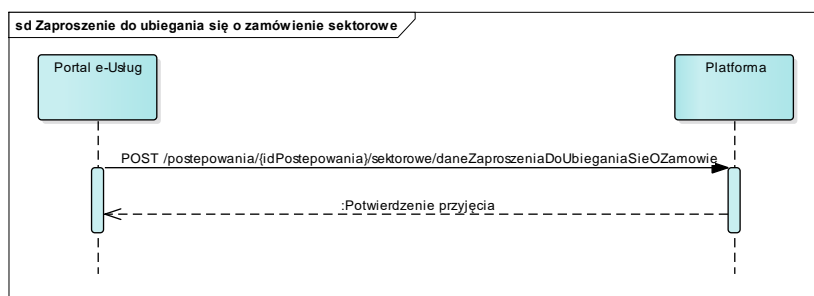 sd Zaproszenie do ubiegania się o zamówienie sektorowe
Portal e-Usług
Platforma
POST /postepowania/{idPostepowania}/sektorowe/daneZaproszeniaDoUbieganiaSieOZamowie
:Potwierdzenie przyjęcia